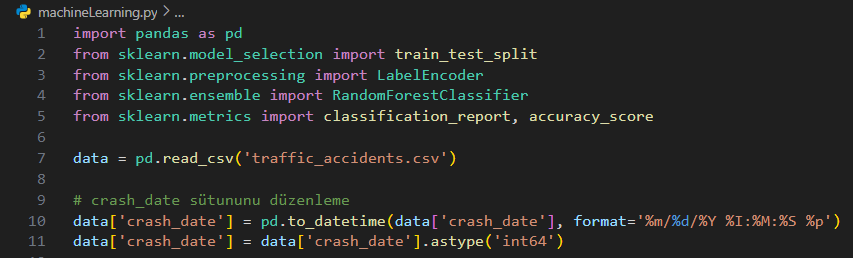 machineLearning.py > ...
1 import pandas as pd
2 from sklearn.model_selection import train_test_split
3 from sklearn.preprocessing import LabelEncoder
4 from sklearn.ensemble import RandomForestClassifier
5 from sklearn.metrics import classification_report, accuracy_score
6
7 data = pd.read_csv('traffic_accidents.csv')
8
9 # crash_date sütununu düzenleme
10 data['crash_date'] = pd.to_datetime(data['crash_date'], format='%m/%d/%Y %I:%M:%S %p')
11 data['crash_date'] = data['crash_date'].astype('int64')